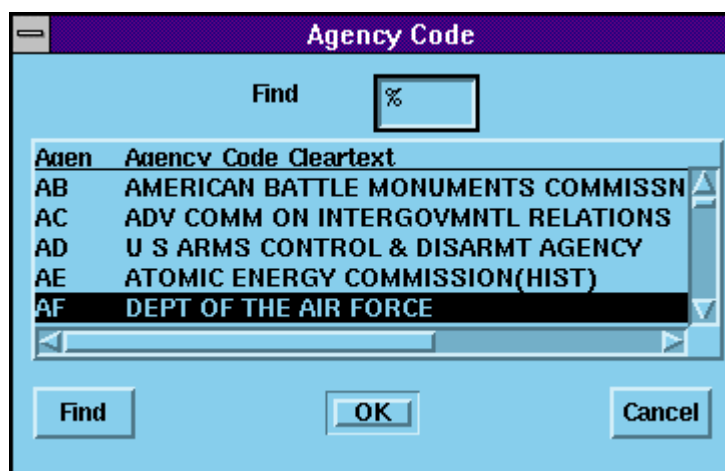 Agency Code
Find %
Agen Agency Code Cleartext
AB AMERICAN BATTLE MONUMENTS COMMISSN
AC ADV COMM ON INTERGOVMNTL RELATIONS
AD U S ARMS CONTROL & DISARMT AGENCY
AE ATOMIC ENERGY COMMISSION(HIST)
AF DEPT OF THE AIR FORCE
Find OK Cancel